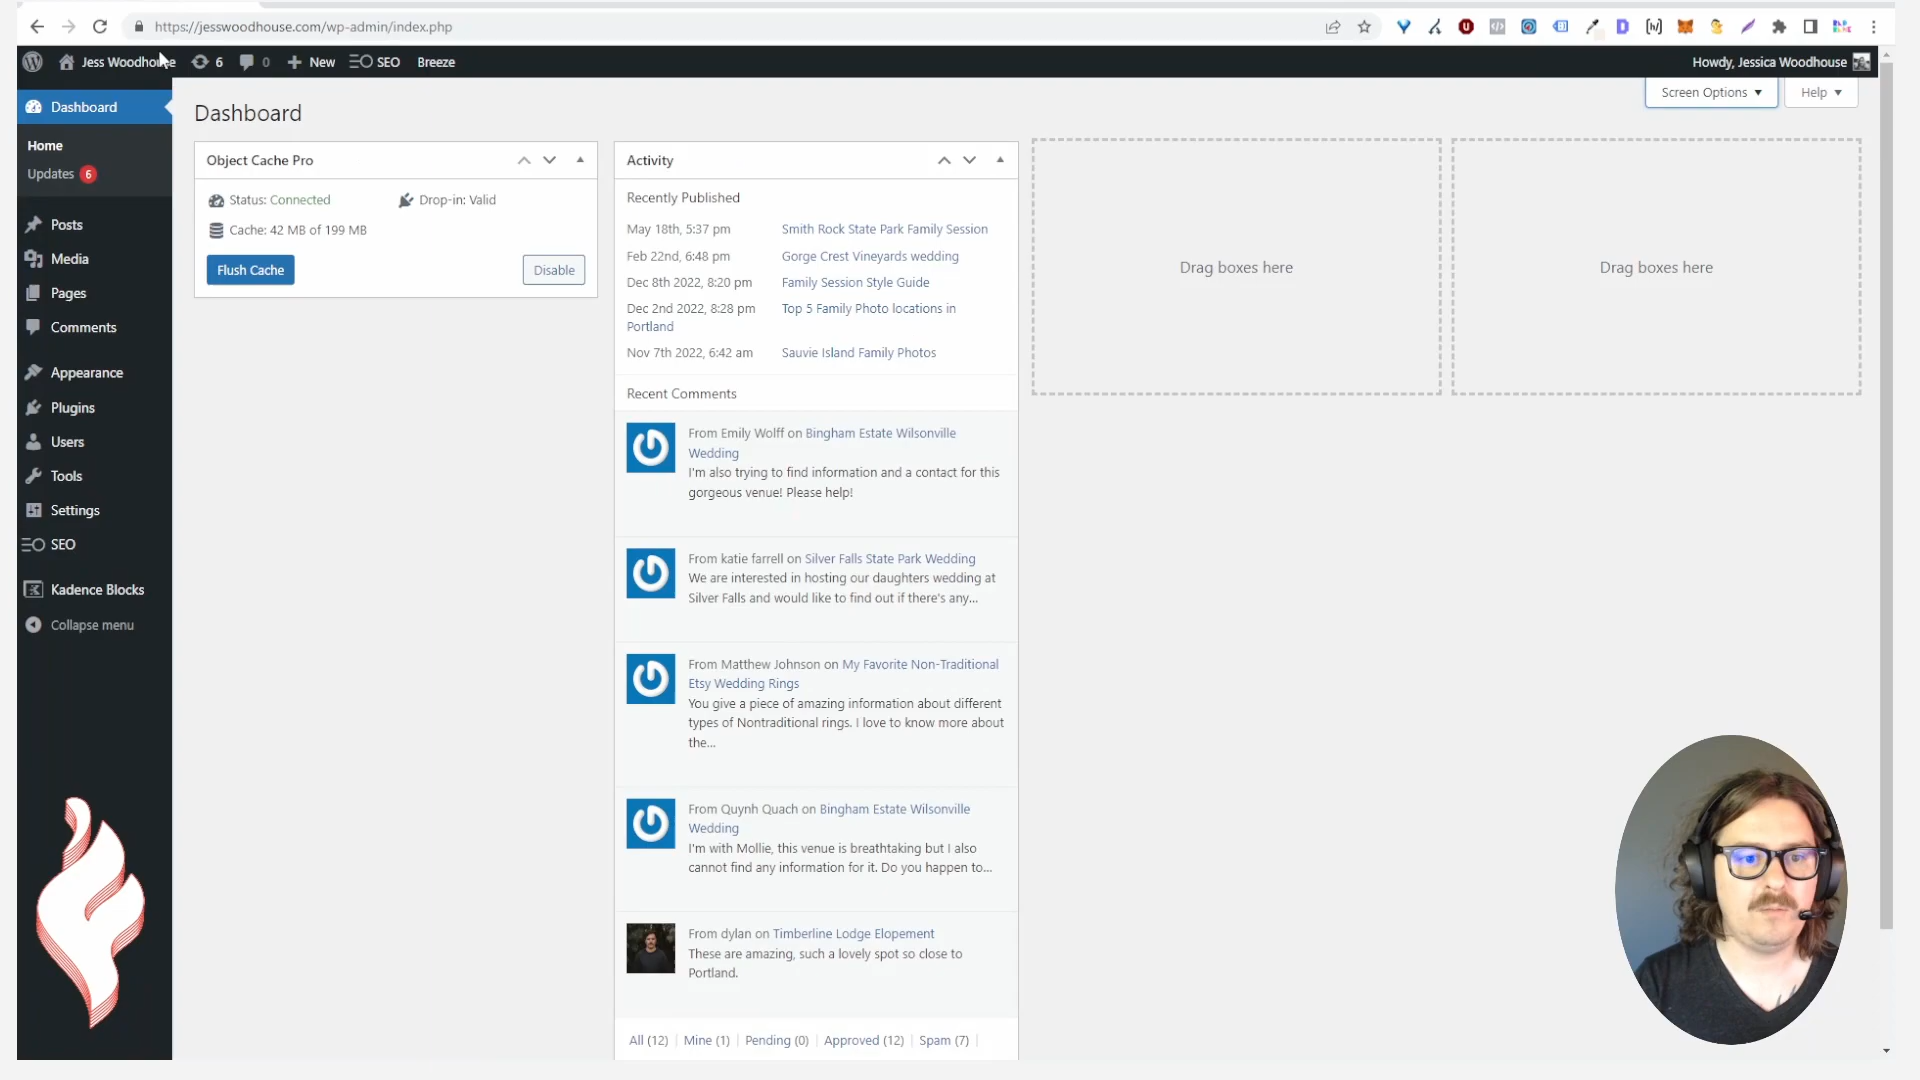 https://jesswoodhouse.com/wp-admin/index.php
Jess Woodhouse
6
0
New
SEO
Breeze
Howdy, Jessica Woodhouse
Screen Options
Help
Dashboard
Home
Updates 6
Posts
Media
Pages
Comments
Appearance
Plugins
Users
Tools
Settings
SEO
Kadence Blocks
Collapse menu
Dashboard
Object Cache Pro
Status: Connected
Drop-in: Valid
Cache: 42 MB of 199 MB
Flush Cache
Disable
Activity
Recently Published
May 18th, 5:37 pm
Smith Rock State Park Family Session
Feb 22nd, 6:48 pm
Gorge Crest Vineyards wedding
Dec 8th 2022, 8:20 pm
Family Session Style Guide
Dec 2nd 2022, 8:28 pm
Top 5 Family Photo locations in
Portland
Nov 7th 2022, 6:42 am
Sauvie Island Family Photos
Recent Comments
From Emily Wolff on Bingham Estate Wilsonville
Wedding
I'm also trying to find information and a contact for this
gorgeous venue! Please help!
From katie farrell on Silver Falls State Park Wedding
We are interested in hosting our daughters wedding at
Silver Falls and would like to find out if there's any...
From Matthew Johnson on My Favorite Non-Traditional
Etsy Wedding Rings
You give a piece of amazing information about different
types of Nontraditional rings. I love to know more about
the...
From Quynh Quach on Bingham Estate Wilsonville
Wedding
I'm with Mollie, this venue is breathtaking but I also
cannot find any information for it. Do you happen to...
From dylan on Timberline Lodge Elopement
These are amazing, such a lovely spot so close to
Portland.
All (12) | Mine (1) | Pending (0) | Approved (12) | Spam (7) |
Drag boxes here
Drag boxes here